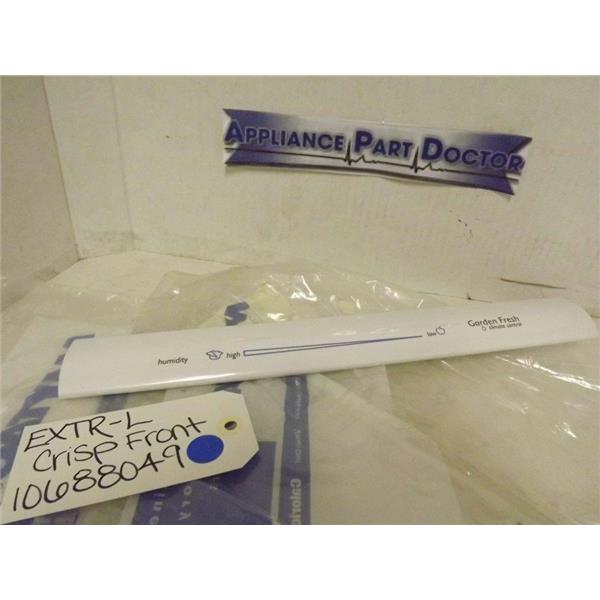 APPLIANCE PART DOCTOR
Garden Fresh
climate control
humidity high low
EXTR-L
Crisp Front
10688049